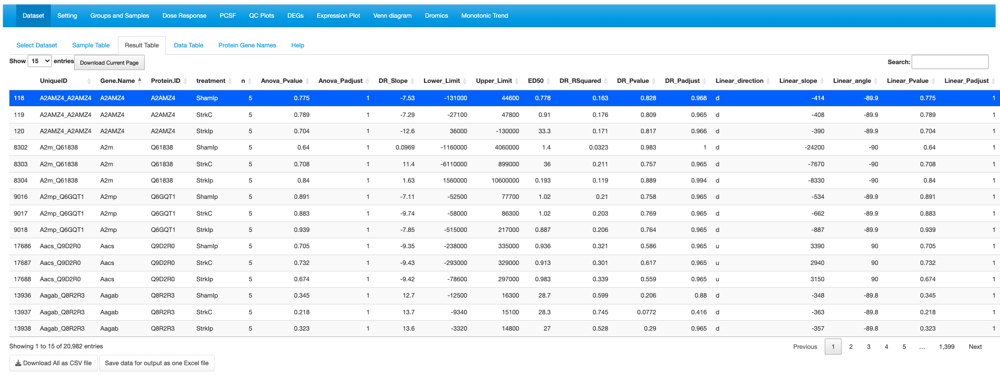 Dataset Setting Groups and Samples Dose Response PCSF QC Plots DEGs Expression Plot Venn diagram Dromics Monotonic Trend
Select Dataset Sample Table Result Table Data Table Protein Gene Names Help
Show 15 entries Download Current Page Search:
UniqueID Gene.Name Protein.ID treatment n Anova_Pvalue Anova_Padjust DR_Slope Lower_Limit Upper_Limit ED50 DR_RSquared DR_Pvalue DR_Padjust Linear_direction Linear_slope Linear_angle Linear_Pvalue Linear_Padjust
118 A2AMZ4_A2AMZ4 A2AMZ4 A2AMZ4 ShamIp 5 0.775 1 -7.53 -131000 44600 0.778 0.163 0.828 0.968 d -414 -89.9 0.775 1
119 A2AMZ4_A2AMZ4 A2AMZ4 A2AMZ4 StrkC 5 0.789 1 -7.29 -27100 47800 0.91 0.176 0.809 0.965 d -408 -89.9 0.789 1
120 A2AMZ4_A2AMZ4 A2AMZ4 A2AMZ4 StrkIp 5 0.704 1 -12.6 36000 -130000 33.3 0.171 0.817 0.966 d -390 -89.9 0.704 1
8302 A2m_Q61838 A2m Q61838 ShamIp 5 0.64 1 0.0969 -1160000 4060000 1.4 0.0323 0.983 1 d -24200 -90 0.64 1
8303 A2m_Q61838 A2m Q61838 StrkC 5 0.708 1 11.4 -6110000 899000 36 0.211 0.757 0.965 d -7670 -90 0.708 1
8304 A2m_Q61838 A2m Q61838 StrkIp 5 0.84 1 1.63 1560000 10600000 0.193 0.119 0.889 0.994 d -8330 -90 0.84 1
9016 A2mp_Q6GQT1 A2mp Q6GQT1 ShamIp 5 0.891 1 -7.11 -52500 77700 1.02 0.21 0.758 0.965 d -534 -89.9 0.891 1
9017 A2mp_Q6GQT1 A2mp Q6GQT1 StrkC 5 0.883 1 -9.74 -58000 86300 1.02 0.203 0.769 0.965 d -662 -89.9 0.883 1
9018 A2mp_Q6GQT1 A2mp Q6GQT1 StrkIp 5 0.939 1 -7.85 -515000 217000 0.887 0.206 0.764 0.965 d -887 -89.9 0.939 1
17686 Aacs_Q9D2R0 Aacs Q9D2R0 ShamIp 5 0.705 1 -9.35 -238000 335000 0.936 0.321 0.586 0.965 u 3390 90 0.705 1
17687 Aacs_Q9D2R0 Aacs Q9D2R0 StrkC 5 0.732 1 -9.43 -293000 329000 0.913 0.301 0.617 0.965 u 2940 90 0.732 1
17688 Aacs_Q9D2R0 Aacs Q9D2R0 StrkIp 5 0.674 1 -9.42 -78600 297000 0.983 0.339 0.559 0.965 u 3150 90 0.674 1
13936 Aagab_Q8R2R3 Aagab Q8R2R3 ShamIp 5 0.345 1 12.7 -12500 16300 28.7 0.599 0.206 0.88 d -348 -89.8 0.345 1
13937 Aagab_Q8R2R3 Aagab Q8R2R3 StrkC 5 0.218 1 13.7 -9340 15100 28.3 0.745 0.0772 0.416 d -363 -89.8 0.218 1
13938 Aagab_Q8R2R3 Aagab Q8R2R3 StrkIp 5 0.323 1 13.6 -3320 14800 27 0.528 0.29 0.965 d -357 -89.8 0.323 1
Showing 1 to 15 of 20,982 entries Previous 1 2 3 4 5 … 1,399 Next
Download All as CSV file Save data for output as one Excel file